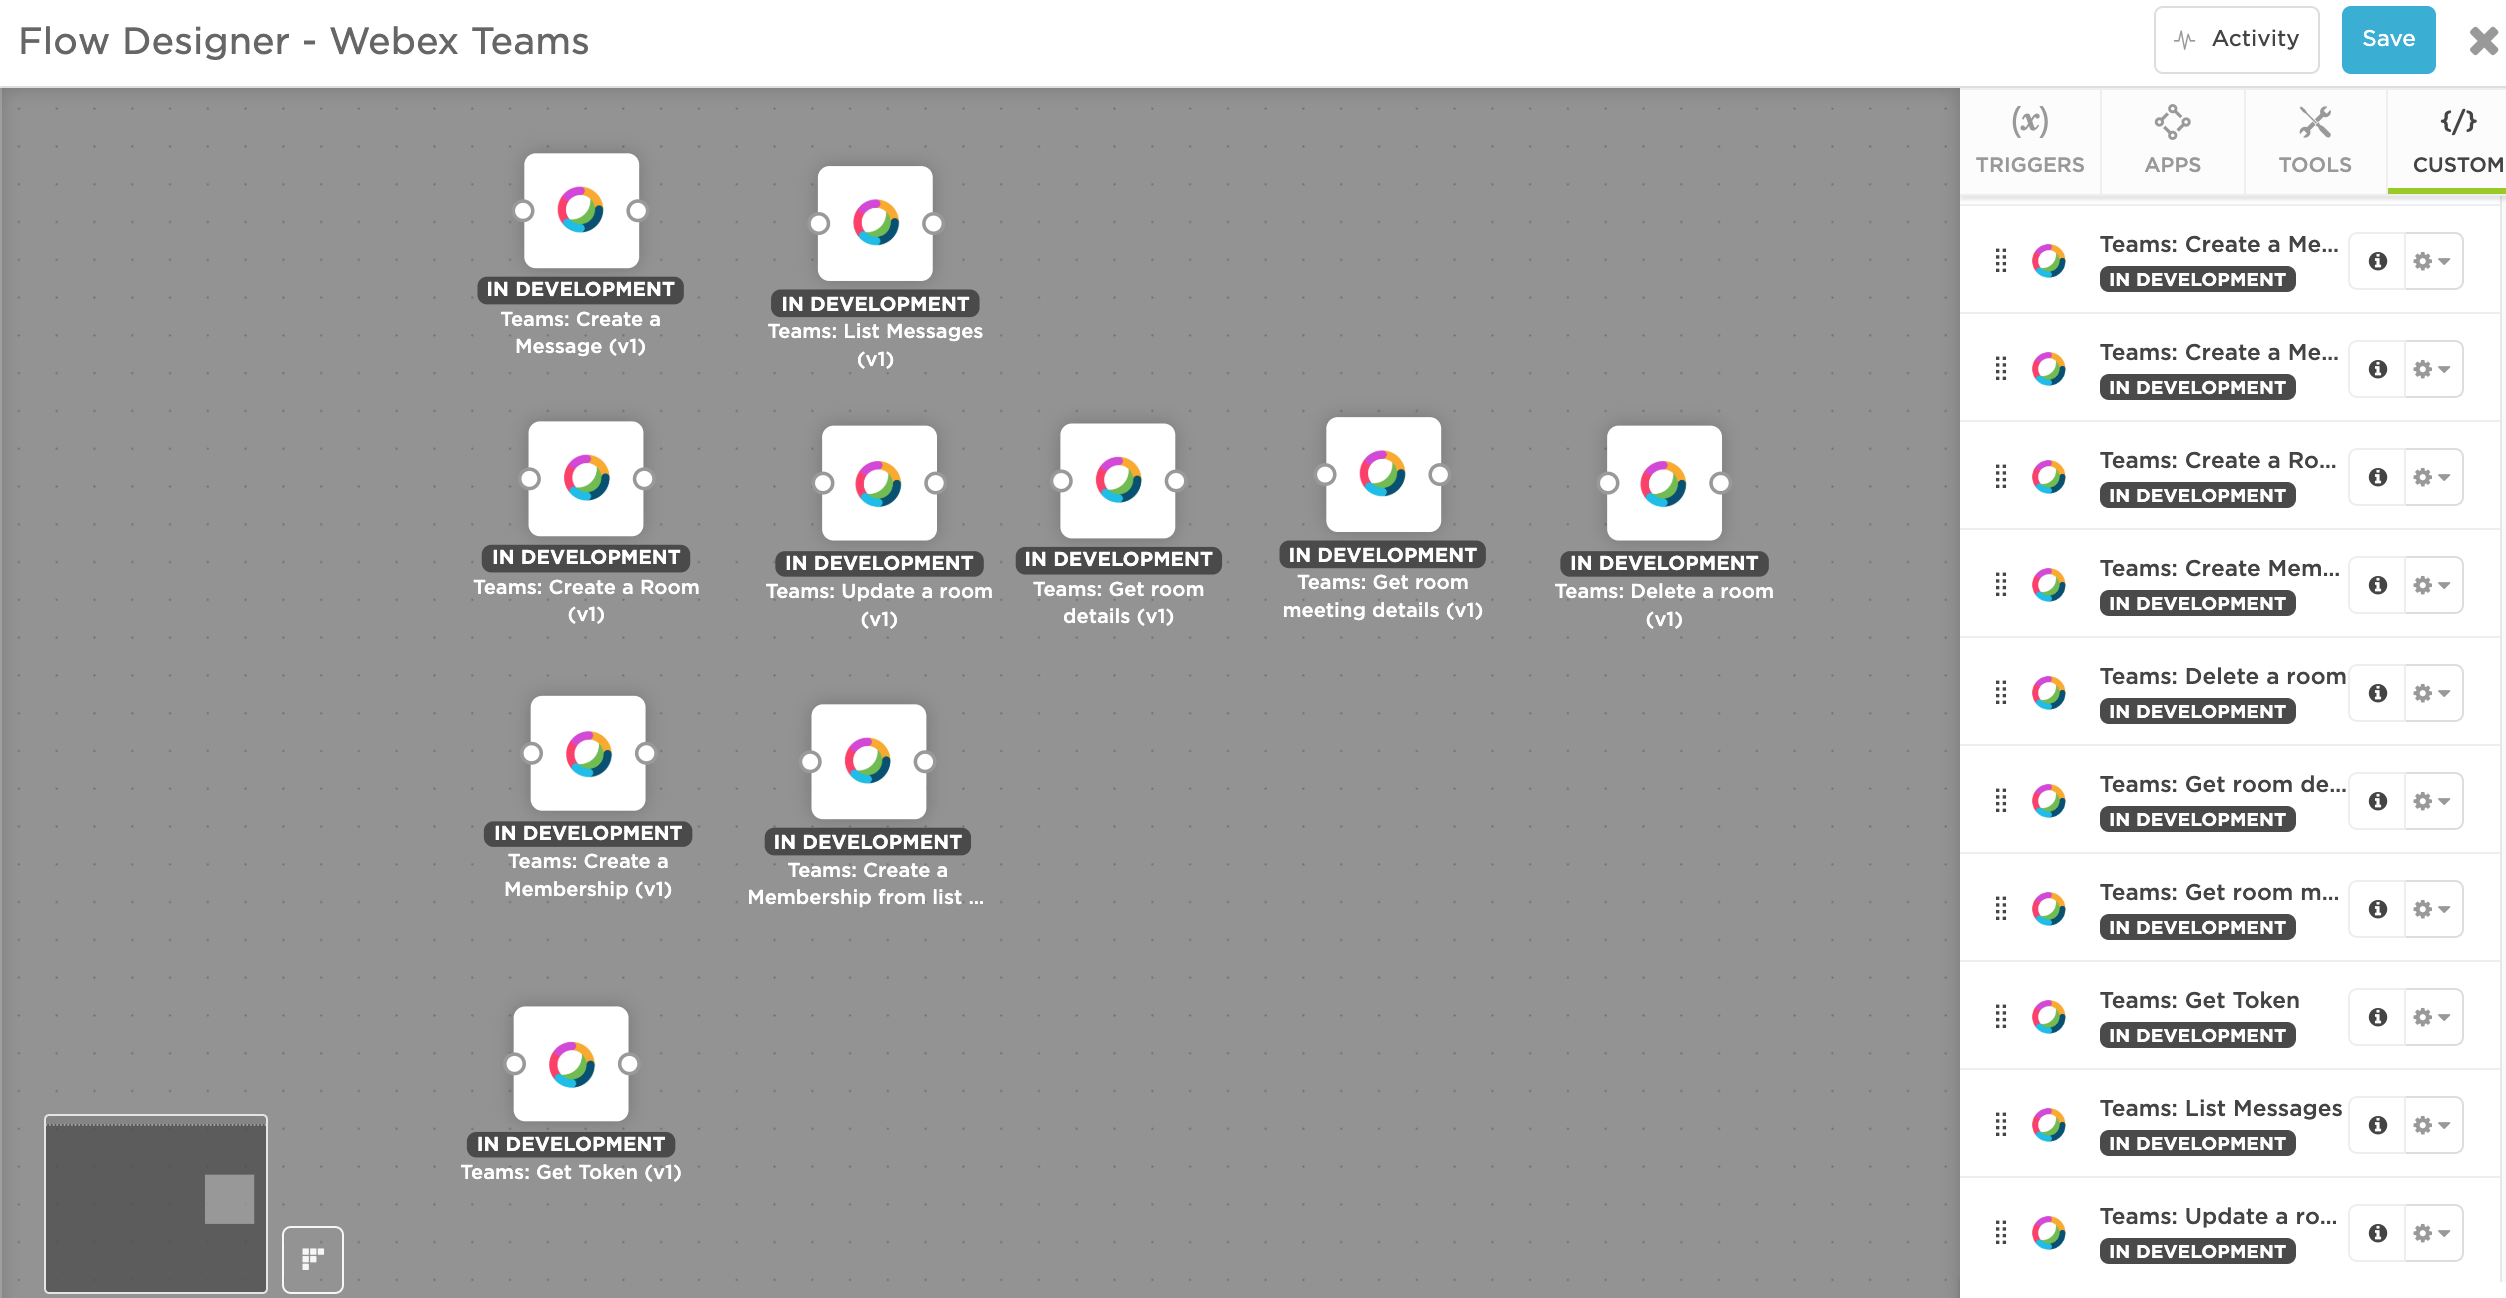 Flow Designer - Webex Teams
Activity
Save
(x)
TRIGGERS
APPS
TOOLS
{/}
CUSTOM
IN DEVELOPMENT
Teams: Create a
Message (v1)
IN DEVELOPMENT
Teams: List Messages
(v1)
IN DEVELOPMENT
Teams: Create a Room
(v1)
IN DEVELOPMENT
Teams: Update a room
(v1)
IN DEVELOPMENT
Teams: Get room
details (v1)
IN DEVELOPMENT
Teams: Get room
meeting details (v1)
IN DEVELOPMENT
Teams: Delete a room
(v1)
IN DEVELOPMENT
Teams: Create a
Membership (v1)
IN DEVELOPMENT
Teams: Create a
Membership from list ...
IN DEVELOPMENT
Teams: Get Token (v1)
Teams: Create a Me...
IN DEVELOPMENT
Teams: Create a Me...
IN DEVELOPMENT
Teams: Create a Ro...
IN DEVELOPMENT
Teams: Create Mem...
IN DEVELOPMENT
Teams: Delete a room
IN DEVELOPMENT
Teams: Get room de...
IN DEVELOPMENT
Teams: Get room m...
IN DEVELOPMENT
Teams: Get Token
IN DEVELOPMENT
Teams: List Messages
IN DEVELOPMENT
Teams: Update a ro...
IN DEVELOPMENT